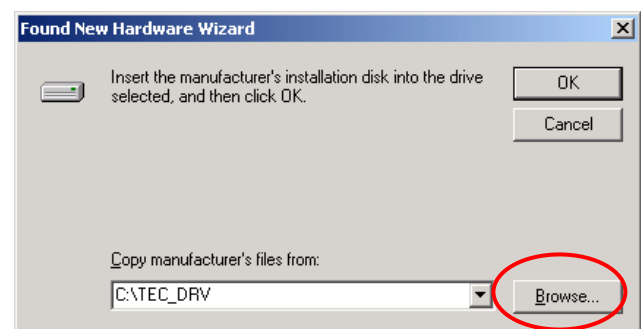 Found New Hardware Wizard
Insert the manufacturer's installation disk into the drive
selected, and then click OK.
OK
Cancel
Copy manufacturer's files from:
C:\TEC_DRV
Browse...